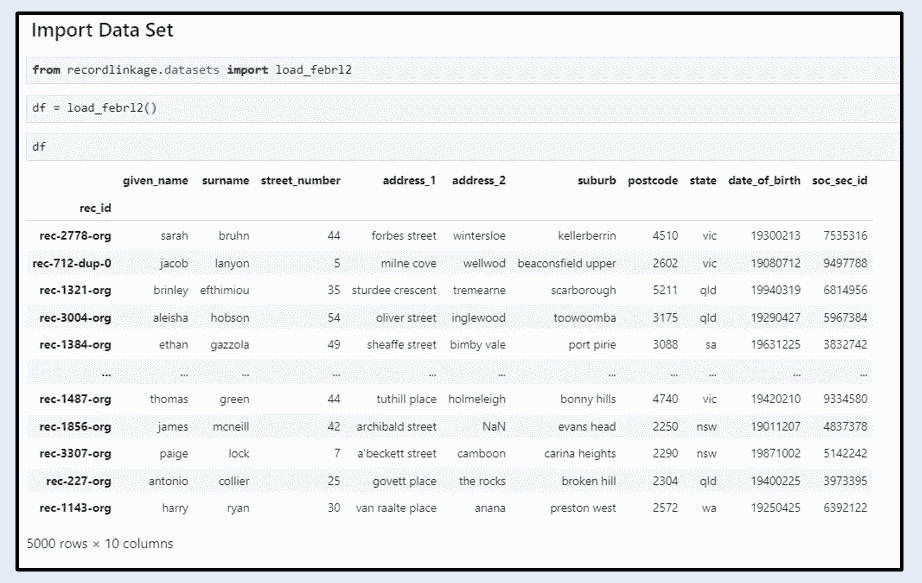 Import Data Set
from recordlinkage.datasets import load_febrl2
df = load_febrl2()
df
given_name surname street_number address_1 address_2 suburb postcode state date_of_birth soc_sec_id
rec_id
rec-2778-org sarah bruhn 44 forbes street wintersloe kellerberrin 4510 vic 19300213 7535316
rec-712-dup-0 jacob lanyon 5 milne cove wellwod beaconsfield upper 2602 vic 19080712 9497788
rec-1321-org brinley efthimiou 35 sturdee crescent tremearne scarborough 5211 qld 19940319 6814956
rec-3004-org aleisha hobson 54 oliver street inglewood toowoomba 3175 qld 19290427 5967384
rec-1384-org ethan gazzola 49 sheaffe street bimby vale port pirie 3088 sa 19631225 3832742
... ... ... ... ... ... ... ... ... ... ...
rec-1487-org thomas green 44 tuthill place holmeleigh bonny hills 4740 vic 19420210 9334580
rec-1856-org james mcneill 42 archibald street NaN evans head 2250 nsw 19011207 4837378
rec-3307-org paige lock 7 a'beckett street camboon carina heights 2290 nsw 19871002 5142242
rec-227-org antonio collier 25 govett place the rocks broken hill 2304 qld 19400225 3973395
rec-1143-org harry ryan 30 van raalte place anana preston west 2572 wa 19250425 6392122
5000 rows × 10 columns